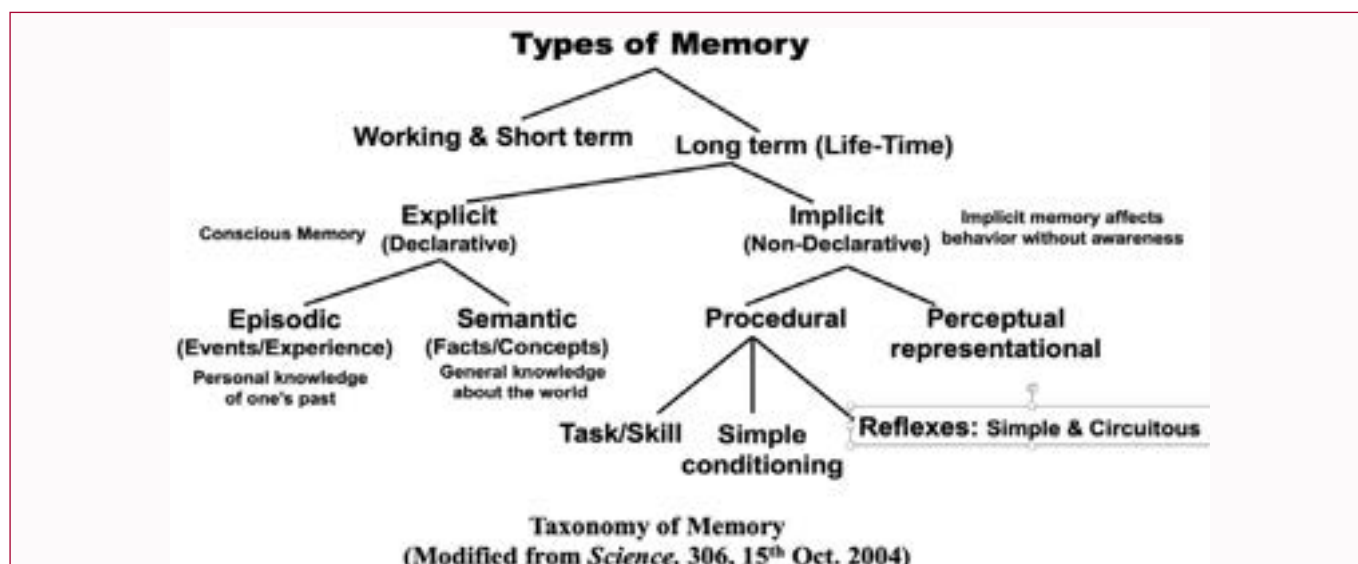 Types of Memory
Working & Short term
Long term (Life-Time)
Explicit
(Declarative)
Conscious Memory
Implicit
(Non-Declarative)
Implicit memory affects
behavior without awareness
Episodic
(Events/Experience)
Personal knowledge
of one's past
Semantic
(Facts/Concepts)
General knowledge
about the world
Procedural
Perceptual
representational
Task/Skill
Simple
conditioning
Reflexes: Simple & Circuitous
Taxonomy of Memory
(Modified from Science, 306, 15th Oct, 2004)